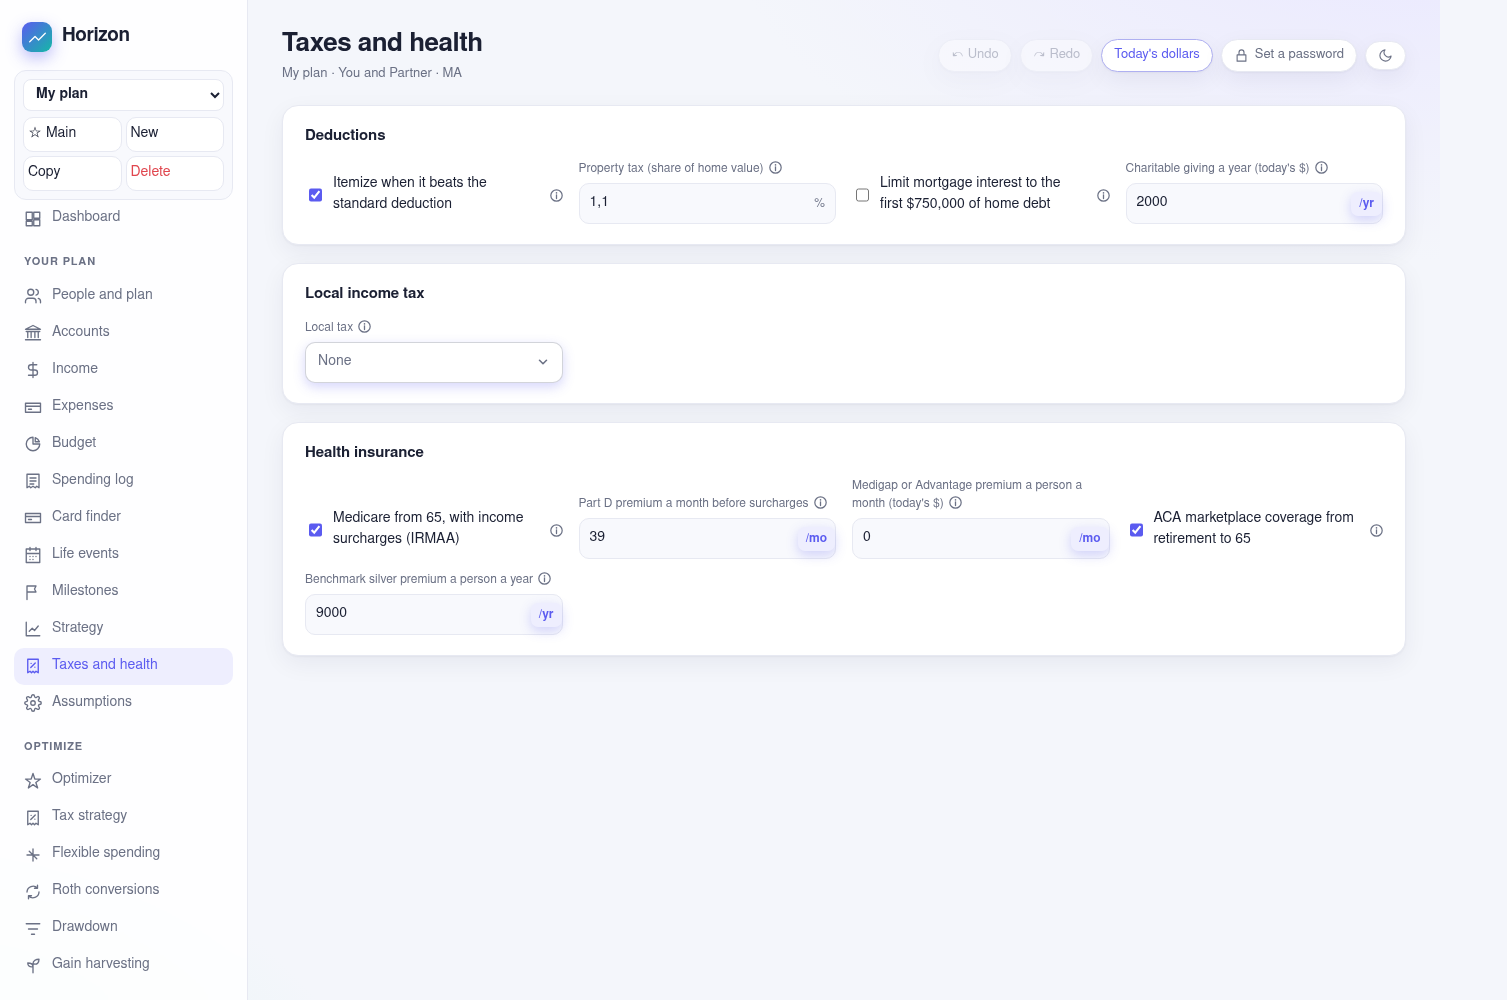 Horizon
My plan
☆ Main
New
Copy
Delete
Dashboard
YOUR PLAN
People and plan
Accounts
Income
Expenses
Budget
Spending log
Card finder
Life events
Milestones
Strategy
Taxes and health
Assumptions
OPTIMIZE
Optimizer
Tax strategy
Flexible spending
Roth conversions
Drawdown
Gain harvesting
Taxes and health
My plan · You and Partner · MA
Undo
Redo
Today's dollars
Set a password
Deductions
Itemize when it beats the
standard deduction
Property tax (share of home value)
1,1
%
Limit mortgage interest to the
first $750,000 of home debt
Charitable giving a year (today's $)
2000
/yr
Local income tax
Local tax
None
Health insurance
Medicare from 65, with income
surcharges (IRMAA)
Part D premium a month before surcharges
39
/mo
Medigap or Advantage premium a person a
month (today's $)
0
/mo
ACA marketplace coverage from
retirement to 65
Benchmark silver premium a person a year
9000
/yr